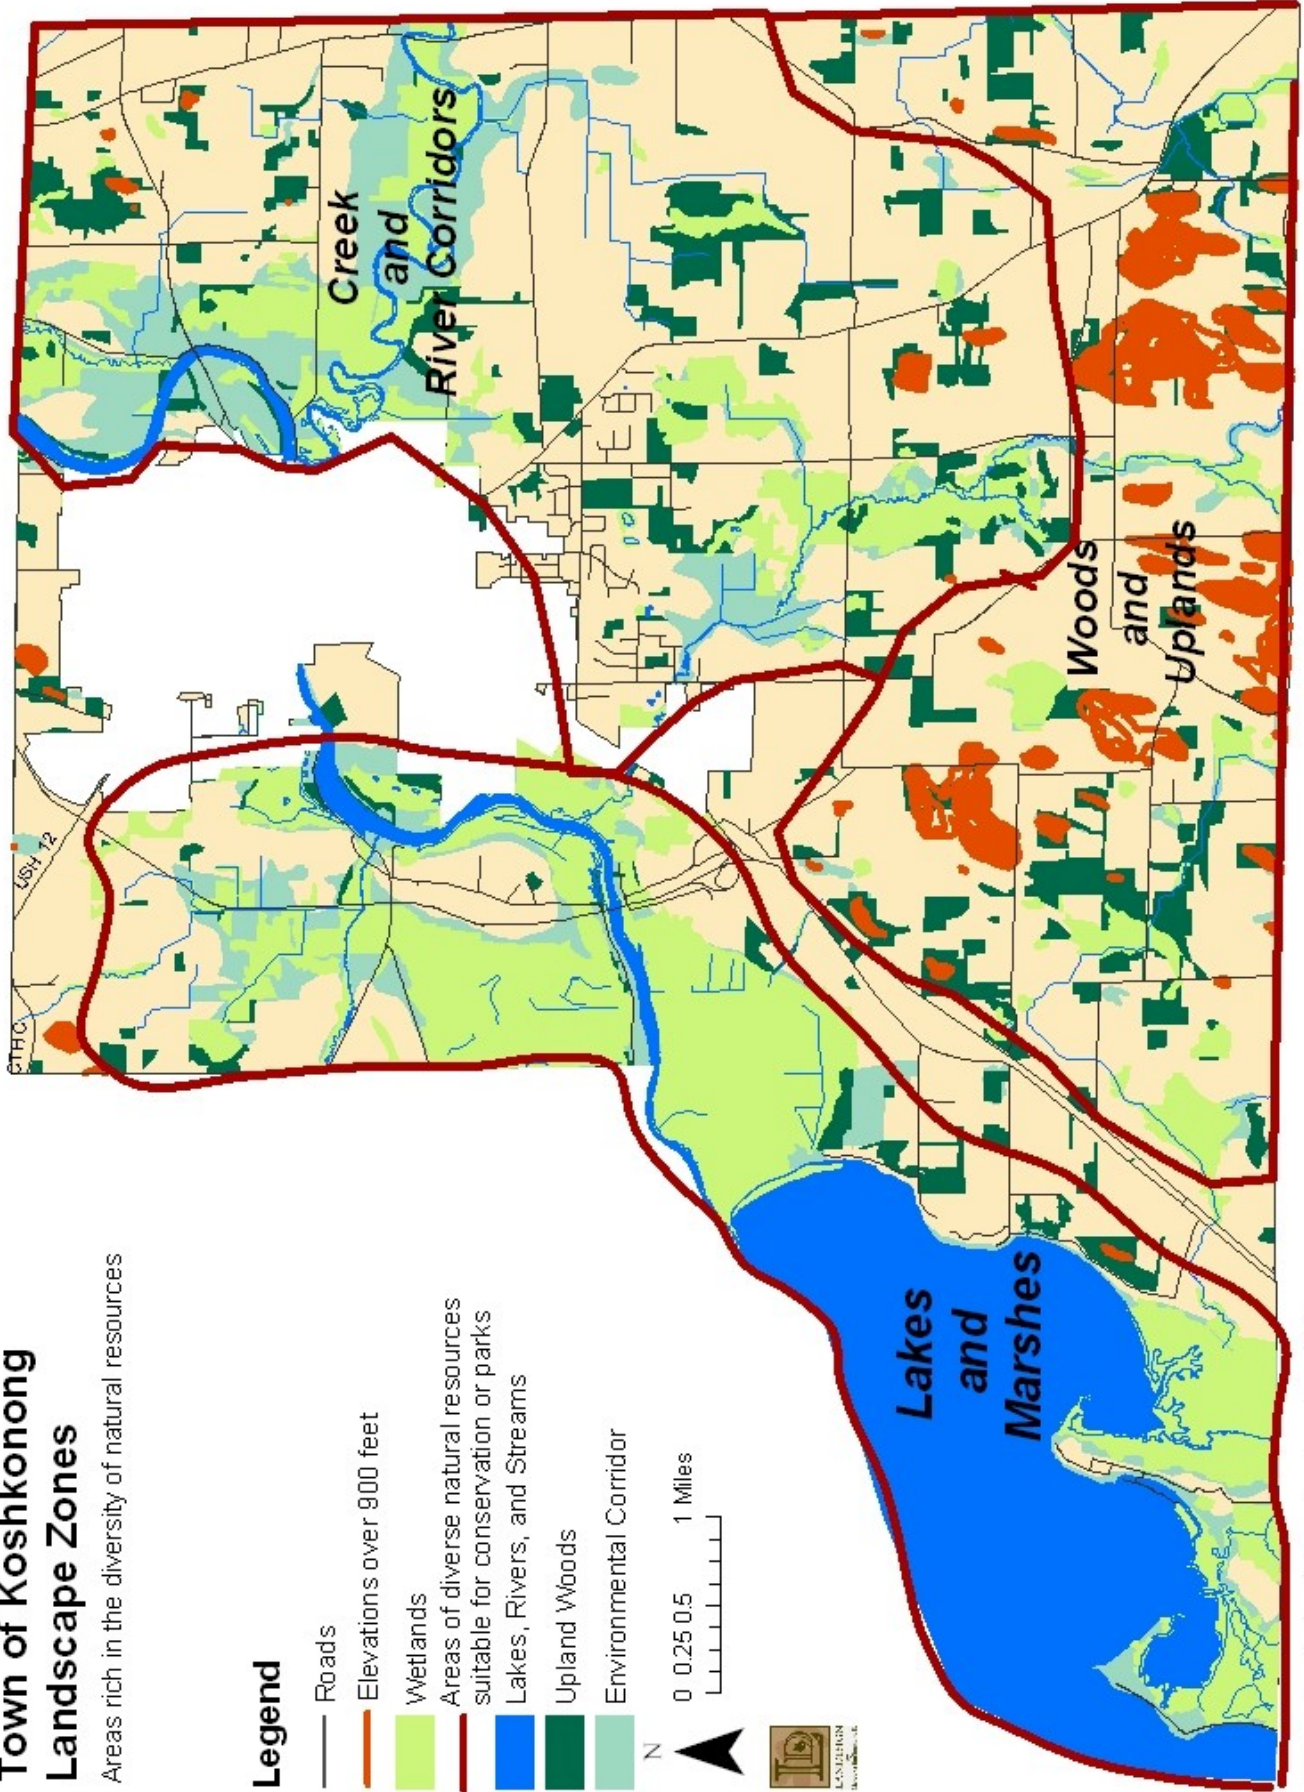 Town of Koshkonong
Landscape Zones
Areas rich in the diversity of natural resources
Legend
Roads
Elevations over 900 feet
Wetlands
Areas of diverse natural resources
suitable for conservation or parks
Lakes, Rivers, and Streams
Upland Woods
Environmental Corridor
N
0 0.25 0.5 1 Miles
CTH C
USH 12
Creek
and
River Corridors
Lakes
and
Marshes
Woods
and
Uplands